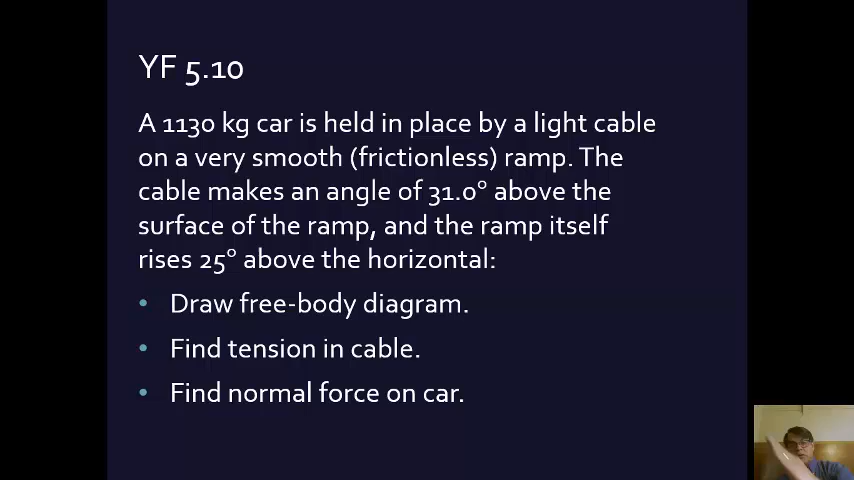 YF 5.10
A 1130 kg car is held in place by a light cable
on a very smooth (frictionless) ramp. The
cable makes an angle of 31.0° above the
surface of the ramp, and the ramp itself
rises 25° above the horizontal:
• Draw free-body diagram.
• Find tension in cable.
• Find normal force on car.